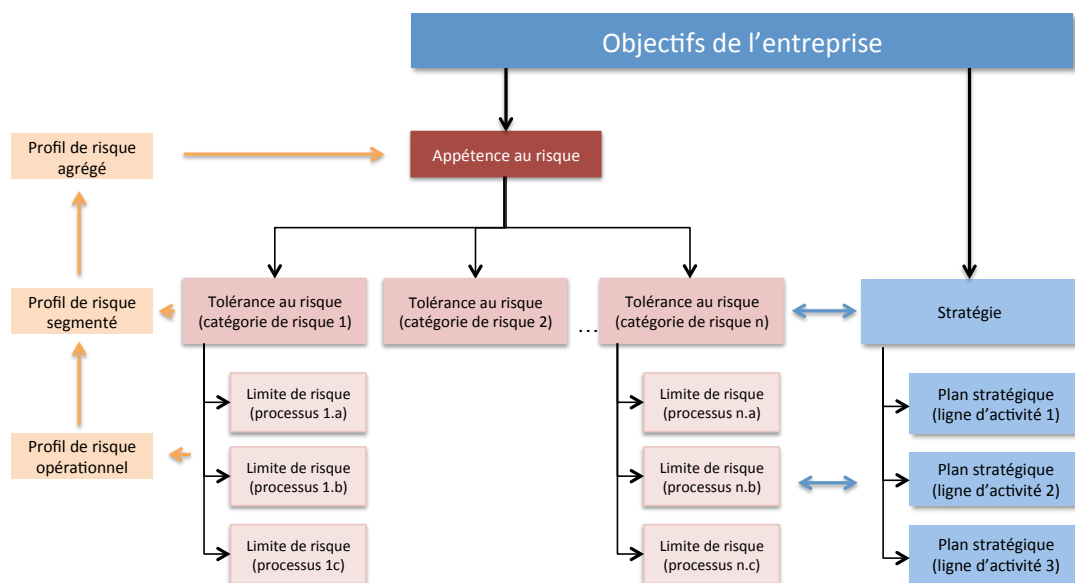 Objectifs de l'entreprise
Profil de risque
agrégé
Appétence au risque
Profil de risque
segmenté
Tolérance au risque
(catégorie de risque 1)
Tolérance au risque
(catégorie de risque 2)
...
Tolérance au risque
(catégorie de risque n)
Stratégie
Limite de risque
(processus 1.a)
Limite de risque
(processus n.a)
Plan stratégique
(ligne d'activité 1)
Profil de risque
opérationnel
Limite de risque
(processus 1.b)
Limite de risque
(processus n.b)
Plan stratégique
(ligne d'activité 2)
Limite de risque
(processus 1c)
Limite de risque
(processus n.c)
Plan stratégique
(ligne d'activité 3)